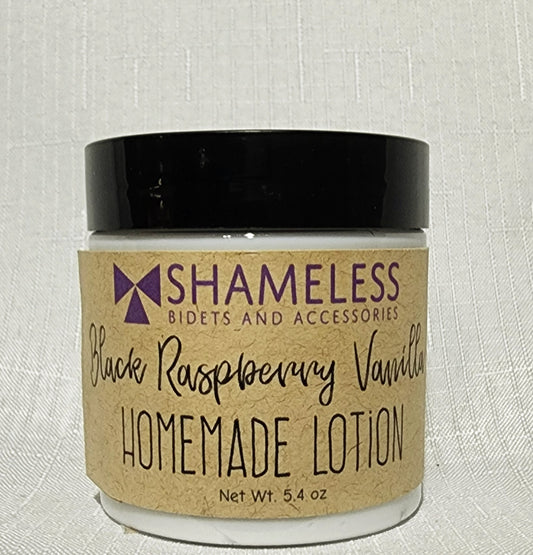 SHAMELESS
BIDETS AND ACCESSORIES
Black Raspberry Vanilla
HOMEMADE LOTION
Net Wt. 5.4 oz